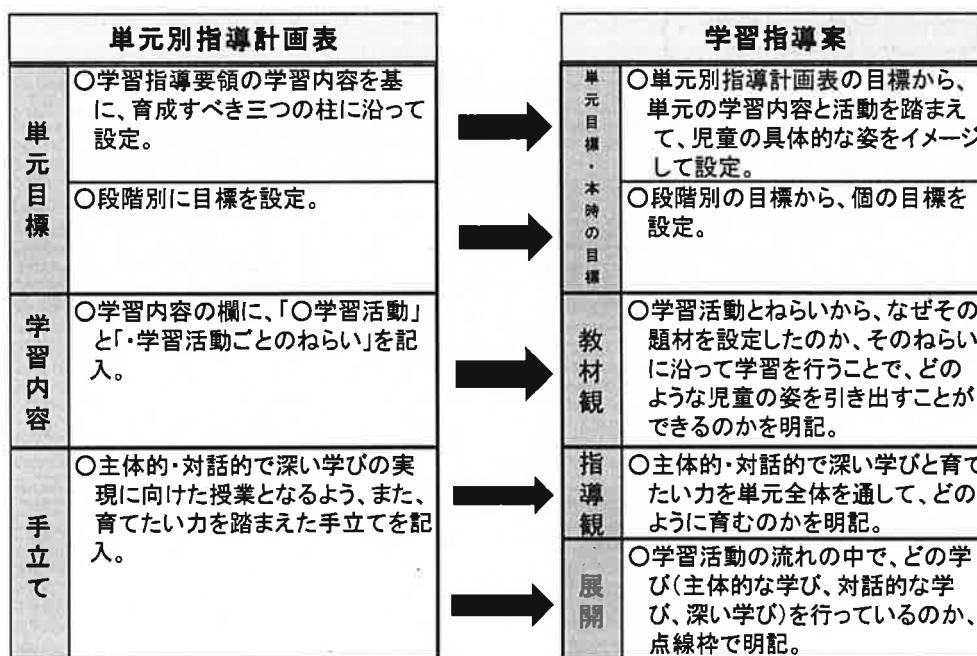 単元別指導計画表
単元目標
〇学習指導要領の学習内容を基
に、育成すべき三つの柱に沿って
設定。
〇段階別に目標を設定。
学習内容
〇学習内容の欄に、「〇学習活動」
と「・学習活動ごとのねらい」を記
入。
手立て
〇主体的・対話的で深い学びの実
現に向けた授業となるよう、また、
育てたい力を踏まえた手立てを記
入。
学習指導案
単元目標・本時の目標
〇単元別指導計画表の目標から、
単元の学習内容と活動を踏まえ
て、児童の具体的な姿をイメージ
して設定。
〇段階別の目標から、個の目標を
設定。
教材観
〇学習活動とねらいから、なぜその
題材を設定したのか、そのねらい
に沿って学習を行うことで、どの
ような児童の姿を引き出すことが
できるのかを明記。
指導観
〇主体的・対話的で深い学びと育て
たい力を単元全体を通して、どの
ように育むのかを明記。
展開
〇学習活動の流れの中で、どの学
び(主体的な学び、対話的な学
び、深い学び)を行っているのか、
点線枠で明記。